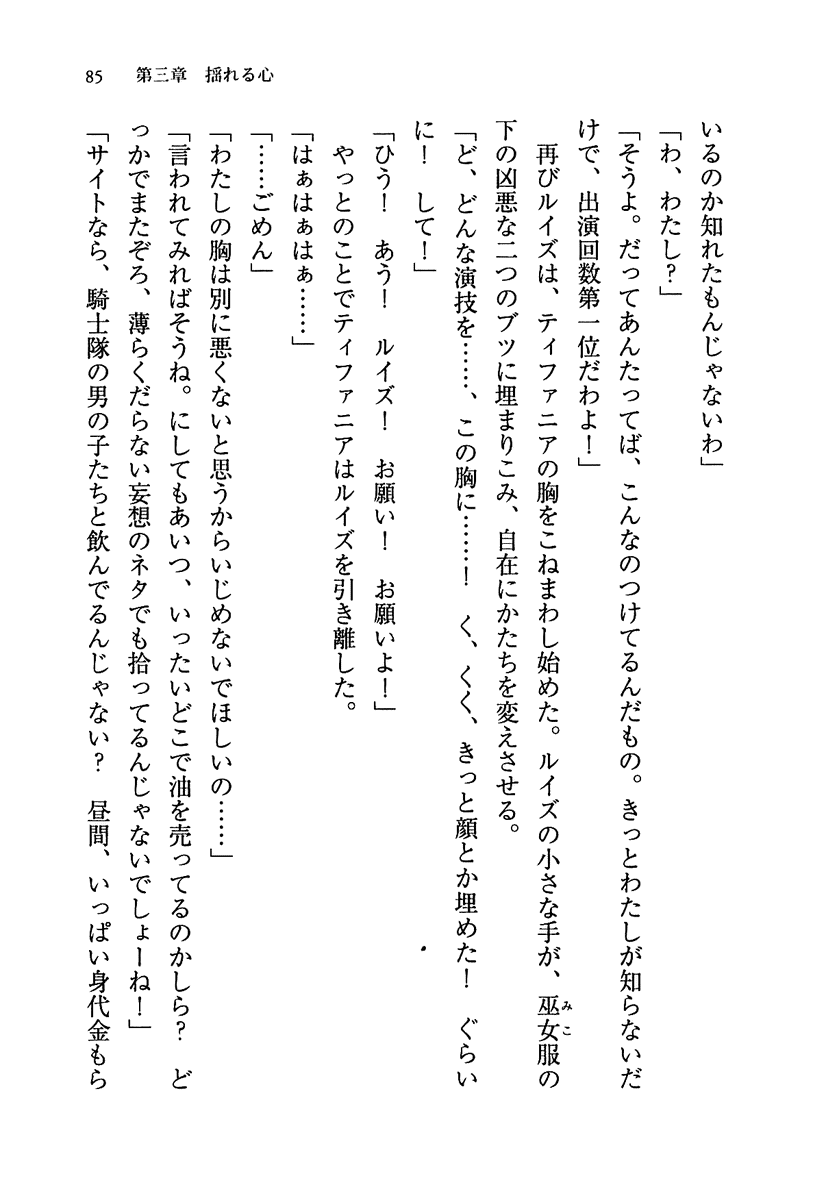 85　第三章　揺れる心
いるのか知れたもんじゃないわ」
「わ、わたし？」
「そうよ。だってあんたってば、こんなのつけてるんだもの。きっとわたしが知らないだ
けで、出演回数第一位だわよ！」
　再びルイズは、ティファニアの胸をこねまわし始めた。ルイズの小さな手が、巫女服の
みこ
下の凶悪な二つのブツに埋まりこみ、自在にかたちを変えさせる。
「ど、どんな演技を……、この胸に……！　く、くく、きっと顔とか埋めた！　ぐらい
に！　して！」
「ひう！　あう！　ルイズ！　お願い！　お願いよ！」
　やっとのことでティファニアはルイズを引き離した。
「はぁはぁはぁ……」
「……ごめん」
「わたしの胸は別に悪くないと思うからいじめないでほしいの……」
「言われてみればそうね。にしてもあいつ、いったいどこで油を売ってるのかしら？　ど
っかでまたぞろ、薄らくだらない妄想のネタでも拾ってるんじゃないでしょーね！」
「サイトなら、騎士隊の男の子たちと飲んでるんじゃない？　昼間、いっぱい身代金もら